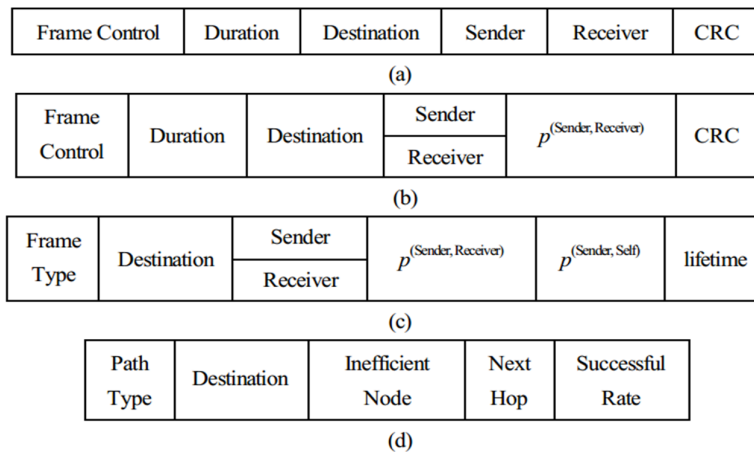 Frame Control Duration Destination Sender Receiver CRC
(a)
Frame Control Duration Destination Sender Receiver p(Sender, Receiver) CRC
(b)
Frame Type Destination Sender Receiver p(Sender, Receiver) p(Sender, Self) lifetime
(c)
Path Type Destination Inefficient Node Next Hop Successful Rate
(d)